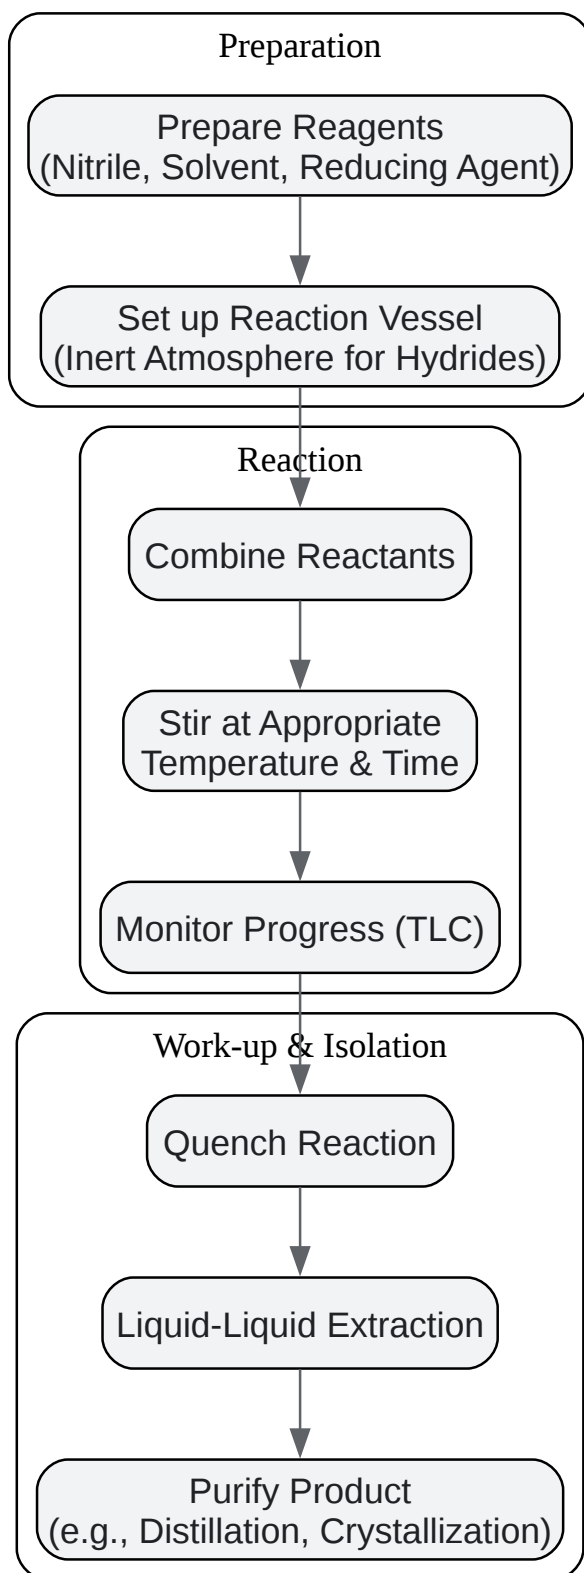 Preparation
Prepare Reagents
(Nitrile, Solvent, Reducing Agent)
Set up Reaction Vessel
(Inert Atmosphere for Hydrides)
Reaction
Combine Reactants
Stir at Appropriate
Temperature & Time
Monitor Progress (TLC)
Work-up & Isolation
Quench Reaction
Liquid-Liquid Extraction
Purify Product
(e.g., Distillation, Crystallization)